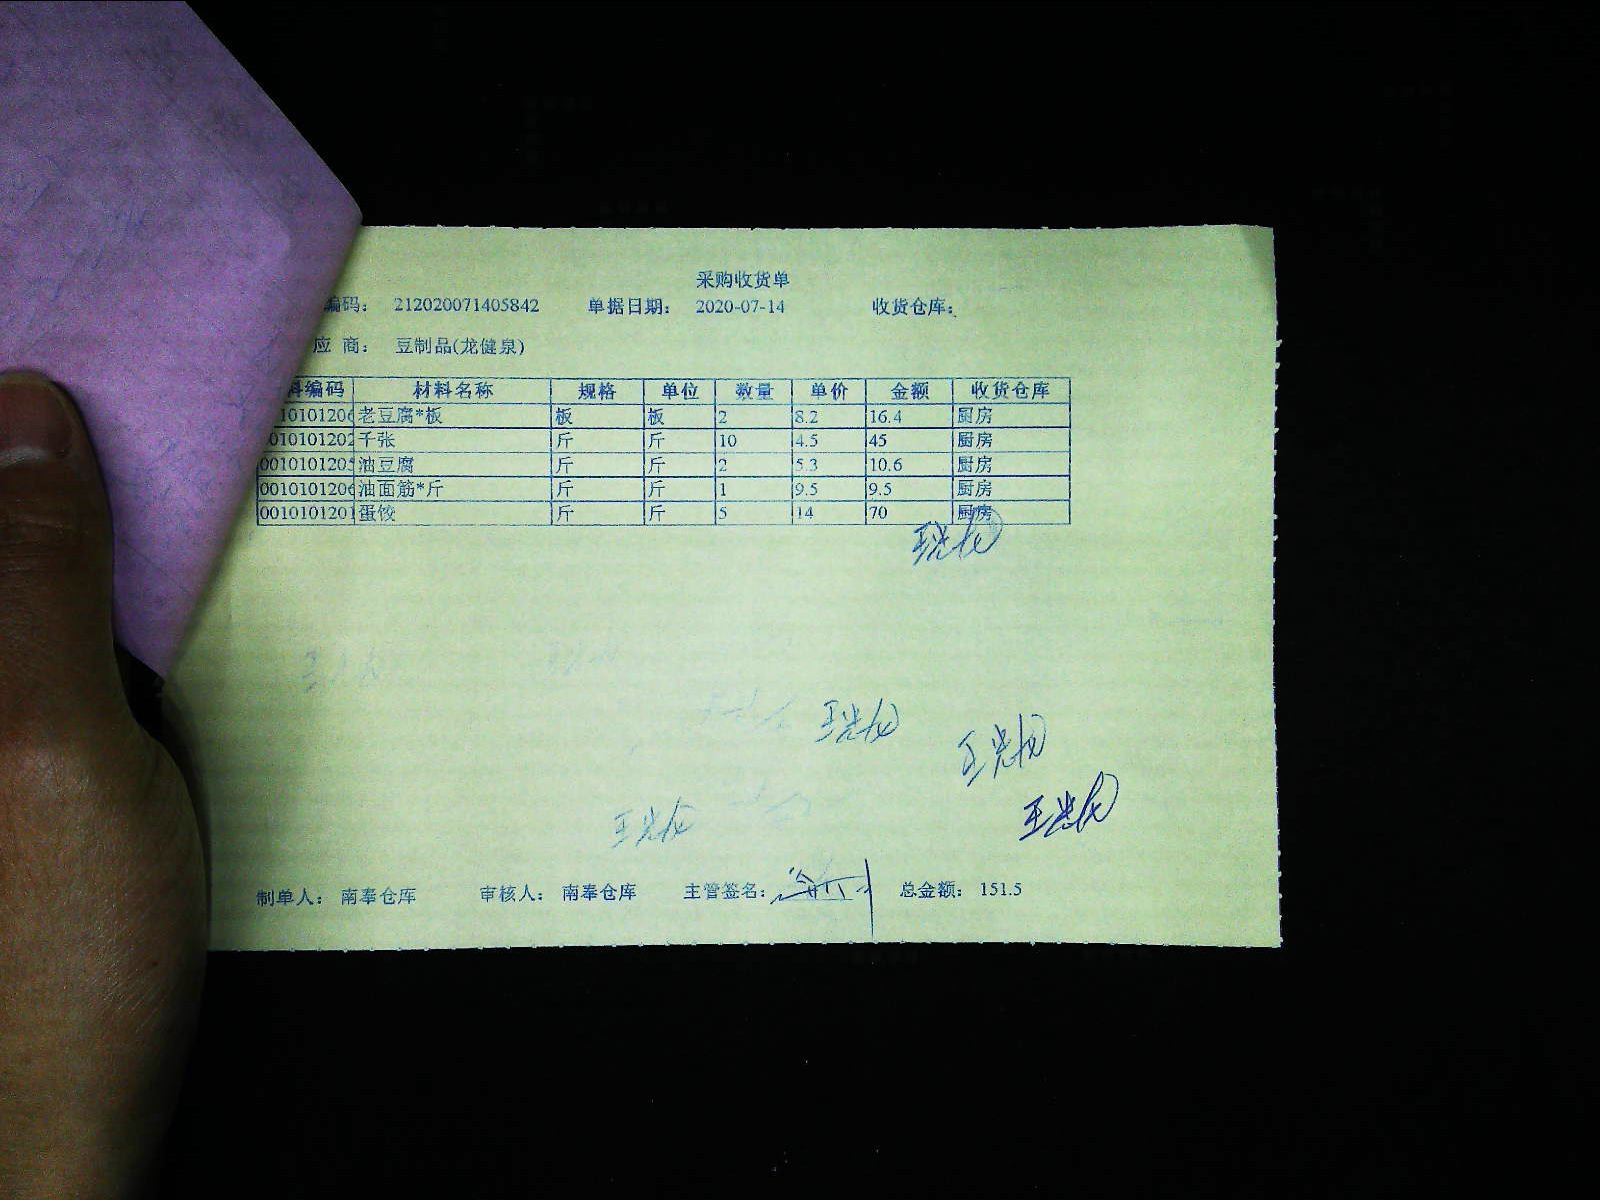 采购收货单
编码： 212020071405842 单据日期： 2020-07-14 收货仓库：
应 商： 豆制品(龙健泉)
料编码 材料名称 规格 单位 数量 单价 金额 收货仓库
010101206 老豆腐*板 板 板 2 8.2 16.4 厨房
010101202 千张 斤 斤 10 4.5 45 厨房
0010101205 油豆腐 斤 斤 2 5.3 10.6 厨房
0010101206 油面筋*斤 斤 斤 1 9.5 9.5 厨房
0010101201 蛋饺 斤 斤 5 14 70 厨房
制单人： 南奉仓库 审核人： 南奉仓库 主管签名： 总金额： 151.5